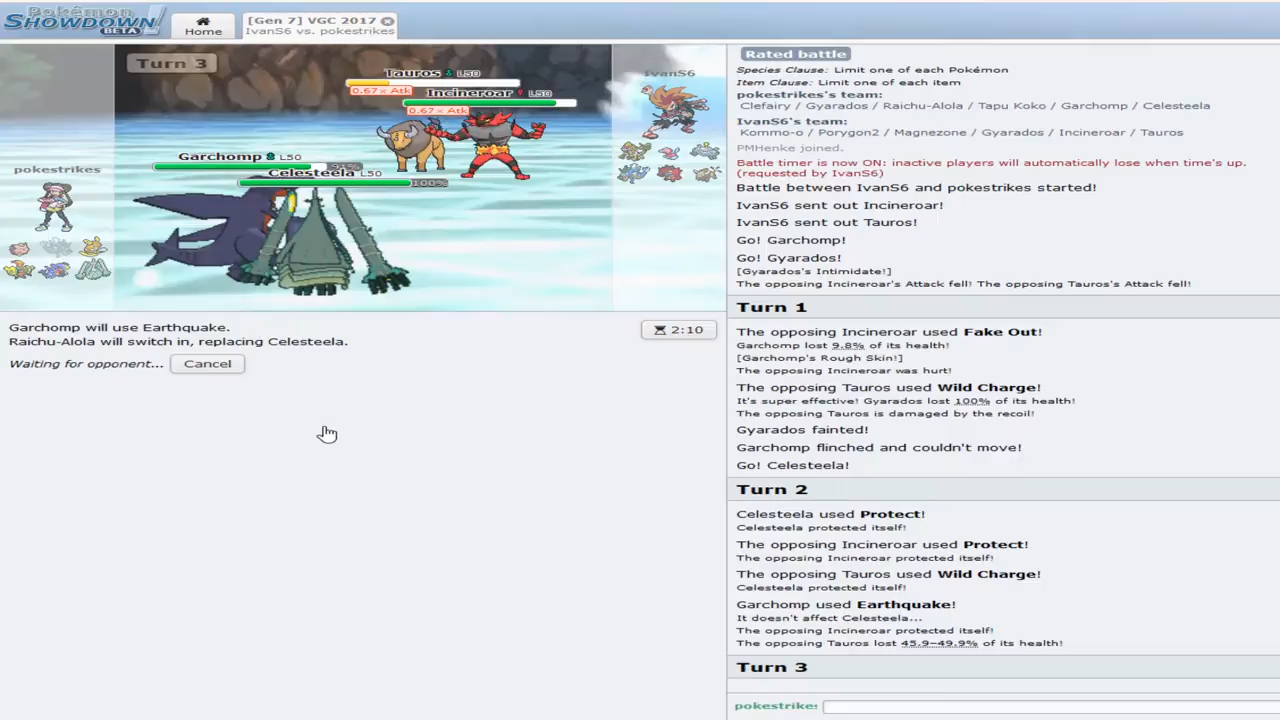 Pokémon
SHOWDOWN!
BETA
Home
[Gen 7] VGC 2017
IvanS6 vs. pokestrikes
Turn 3
Tauros L50
0.67× Atk
Incineroar L50
0.67× Atk
Garchomp L50
91%
Celesteela L50
100%
pokestrikes
IvanS6
Garchomp will use Earthquake.
Raichu-Alola will switch in, replacing Celesteela.
Waiting for opponent... Cancel
2:10
Rated battle
Species Clause: Limit one of each Pokémon
Item Clause: Limit one of each item
pokestrikes's team:
Clefairy / Gyarados / Raichu-Alola / Tapu Koko / Garchomp / Celesteela
IvanS6's team:
Kommo-o / Porygon2 / Magnezone / Gyarados / Incineroar / Tauros
PMHenke joined.
Battle timer is now ON: inactive players will automatically lose when time's up.
(requested by IvanS6)
Battle between IvanS6 and pokestrikes started!
IvanS6 sent out Incineroar!
IvanS6 sent out Tauros!
Go! Garchomp!
Go! Gyarados!
[Gyarados's Intimidate!]
The opposing Incineroar's Attack fell! The opposing Tauros's Attack fell!
Turn 1
The opposing Incineroar used Fake Out!
Garchomp lost 9.8% of its health!
[Garchomp's Rough Skin!]
The opposing Incineroar was hurt!
The opposing Tauros used Wild Charge!
It's super effective! Gyarados lost 100% of its health!
The opposing Tauros is damaged by the recoil!
Gyarados fainted!
Garchomp flinched and couldn't move!
Go! Celesteela!
Turn 2
Celesteela used Protect!
Celesteela protected itself!
The opposing Incineroar used Protect!
The opposing Incineroar protected itself!
The opposing Tauros used Wild Charge!
Celesteela protected itself!
Garchomp used Earthquake!
It doesn't affect Celesteela...
The opposing Incineroar protected itself!
The opposing Tauros lost 45.9–49.9% of its health!
Turn 3
pokestrikes: